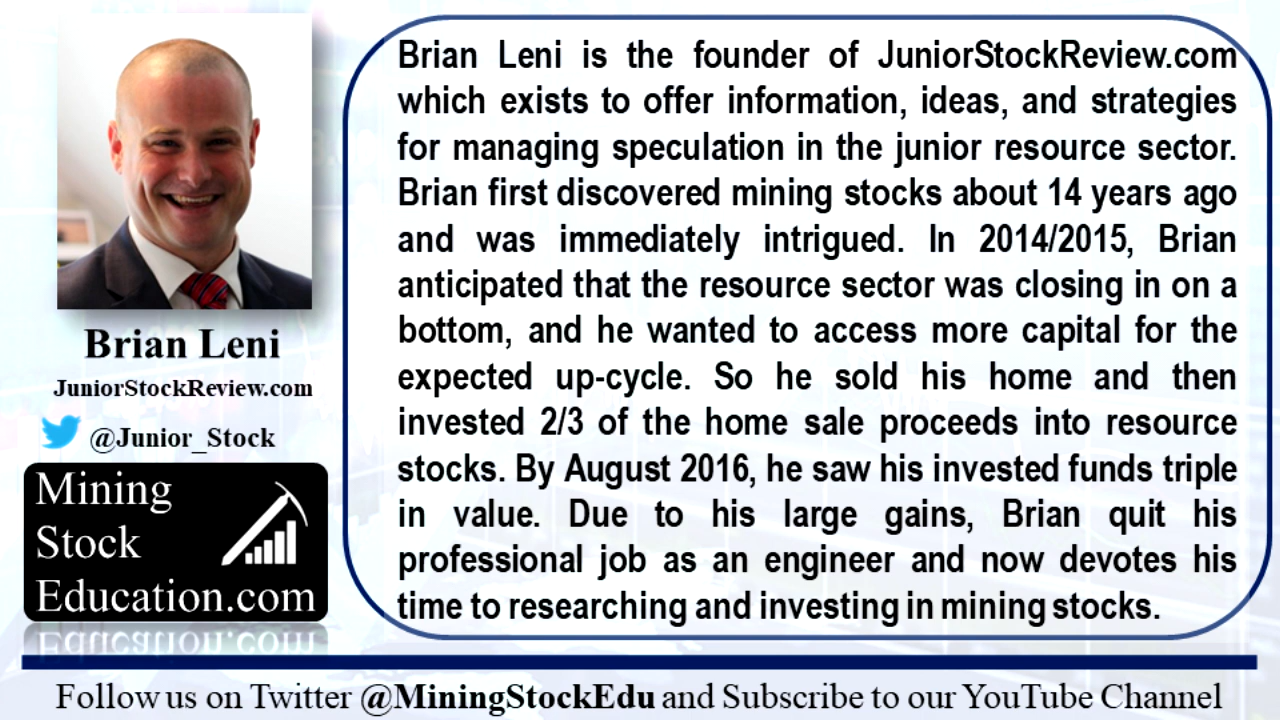 Brian Leni
JuniorStockReview.com
@Junior_Stock
Mining
Stock
Education.com
Brian Leni is the founder of JuniorStockReview.com
which exists to offer information, ideas, and strategies
for managing speculation in the junior resource sector.
Brian first discovered mining stocks about 14 years ago
and was immediately intrigued. In 2014/2015, Brian
anticipated that the resource sector was closing in on a
bottom, and he wanted to access more capital for the
expected up-cycle. So he sold his home and then
invested 2/3 of the home sale proceeds into resource
stocks. By August 2016, he saw his invested funds triple
in value. Due to his large gains, Brian quit his
professional job as an engineer and now devotes his
time to researching and investing in mining stocks.
Follow us on Twitter @MiningStockEdu and Subscribe to our YouTube Channel